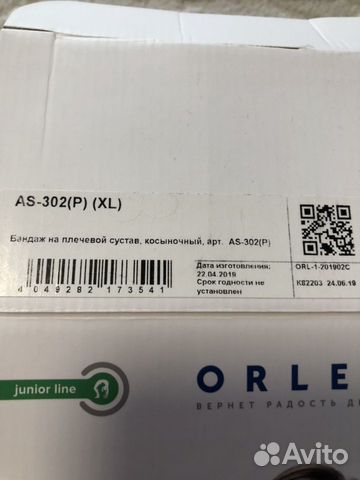 AS-302(P) (XL)
Бандаж на плечевой сустав, косыночный, арт. AS-302(P)
Дата изготовления:
22.04.2019
Срок годности не
установлен
ORL-1-201902C
K82203 24.06.19
4 049282 173541
junior line
ORLE
ВЕРНЕТ РАДОСТЬ
Avito